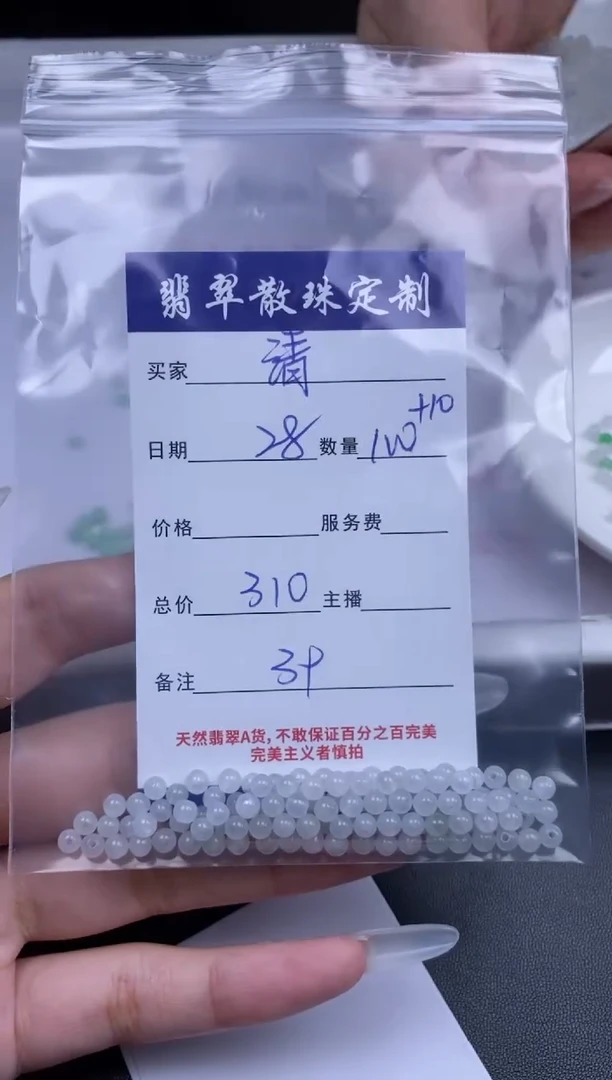 翡翠散珠定制
买家 清
日期 28 数量 100+10
价格 服务费
总价 310 主播
备注 3P
天然翡翠A货,不敢保证百分之百完美
完美主义者慎拍